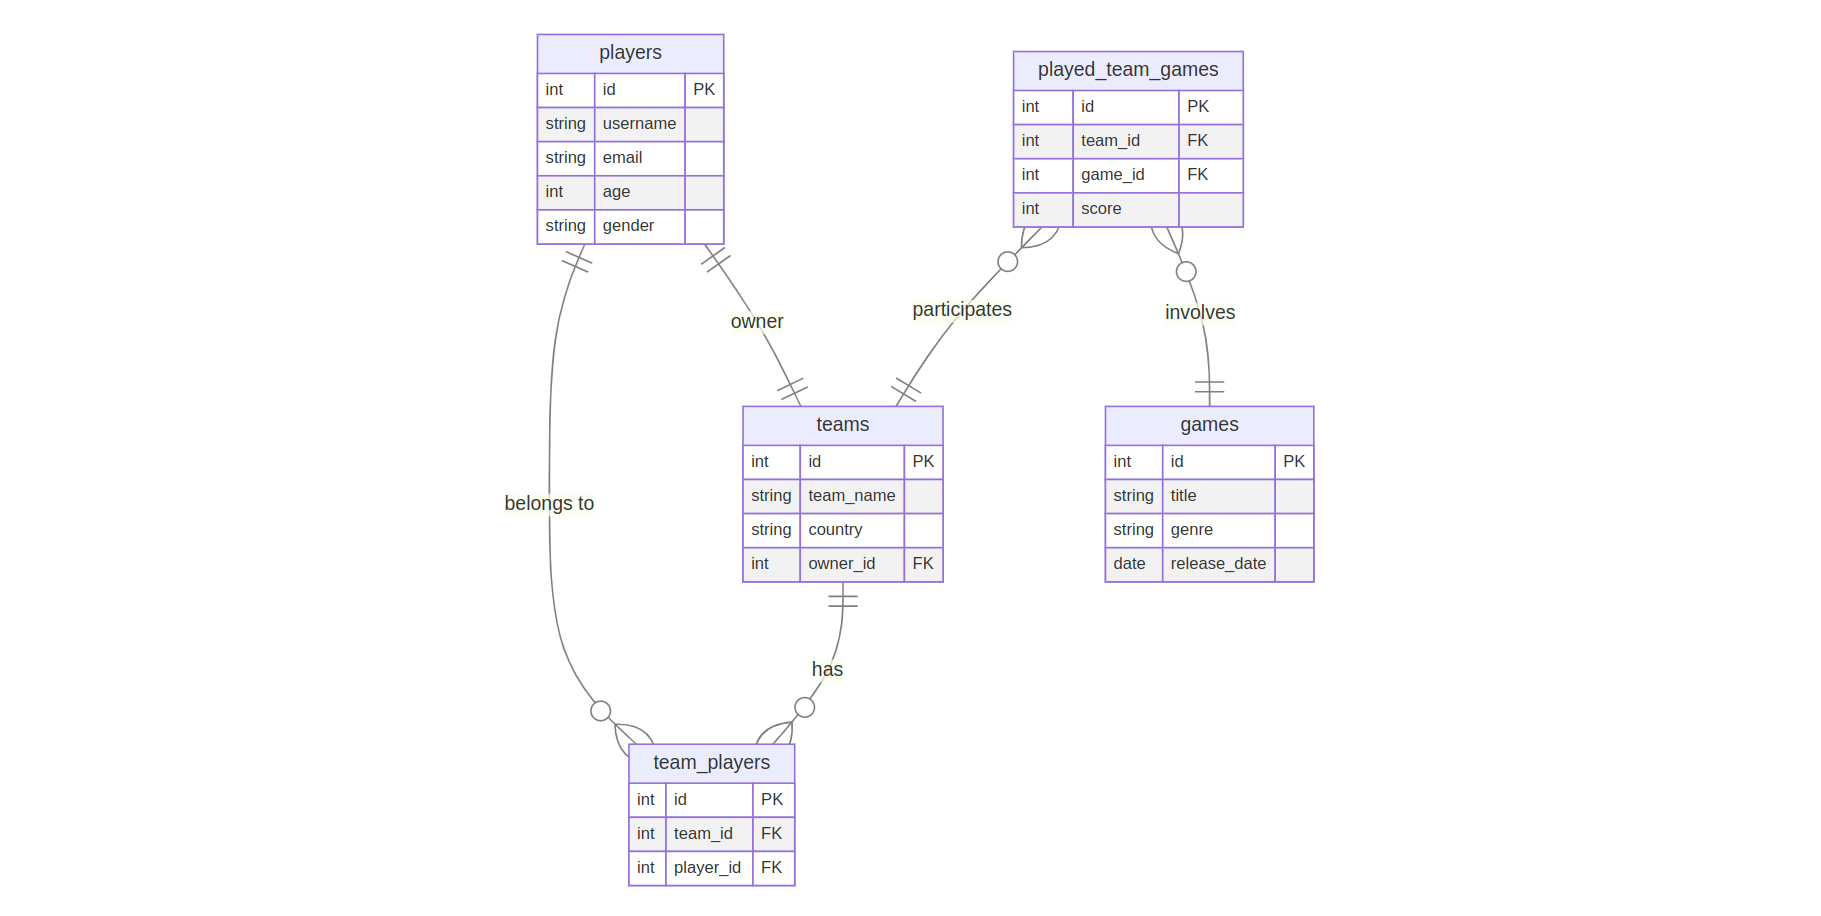 players
int id PK
string username
string email
int age
string gender
played_team_games
int id PK
int team_id FK
int game_id FK
int score
owner
participates
involves
teams
int id PK
string team_name
string country
int owner_id FK
games
int id PK
string title
string genre
date release_date
belongs to
has
team_players
int id PK
int team_id FK
int player_id FK